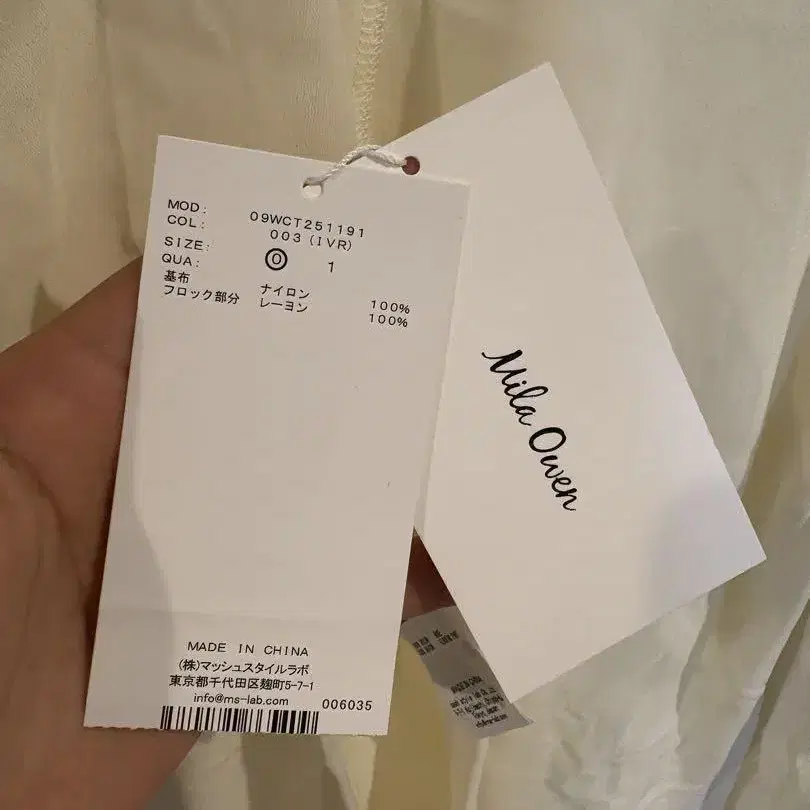 MOD: 09WCT251191
COL: 003 (IVR)
SIZE: 0 1
QUA:
基布 ナイロン 100%
フロック部分 レーヨン 100%
MADE IN CHINA
(株)マッシュスタイルラボ
東京都千代田区麹町5-7-1
info@ms-lab.com
006035
Mila Owen
MADE IN CHINA